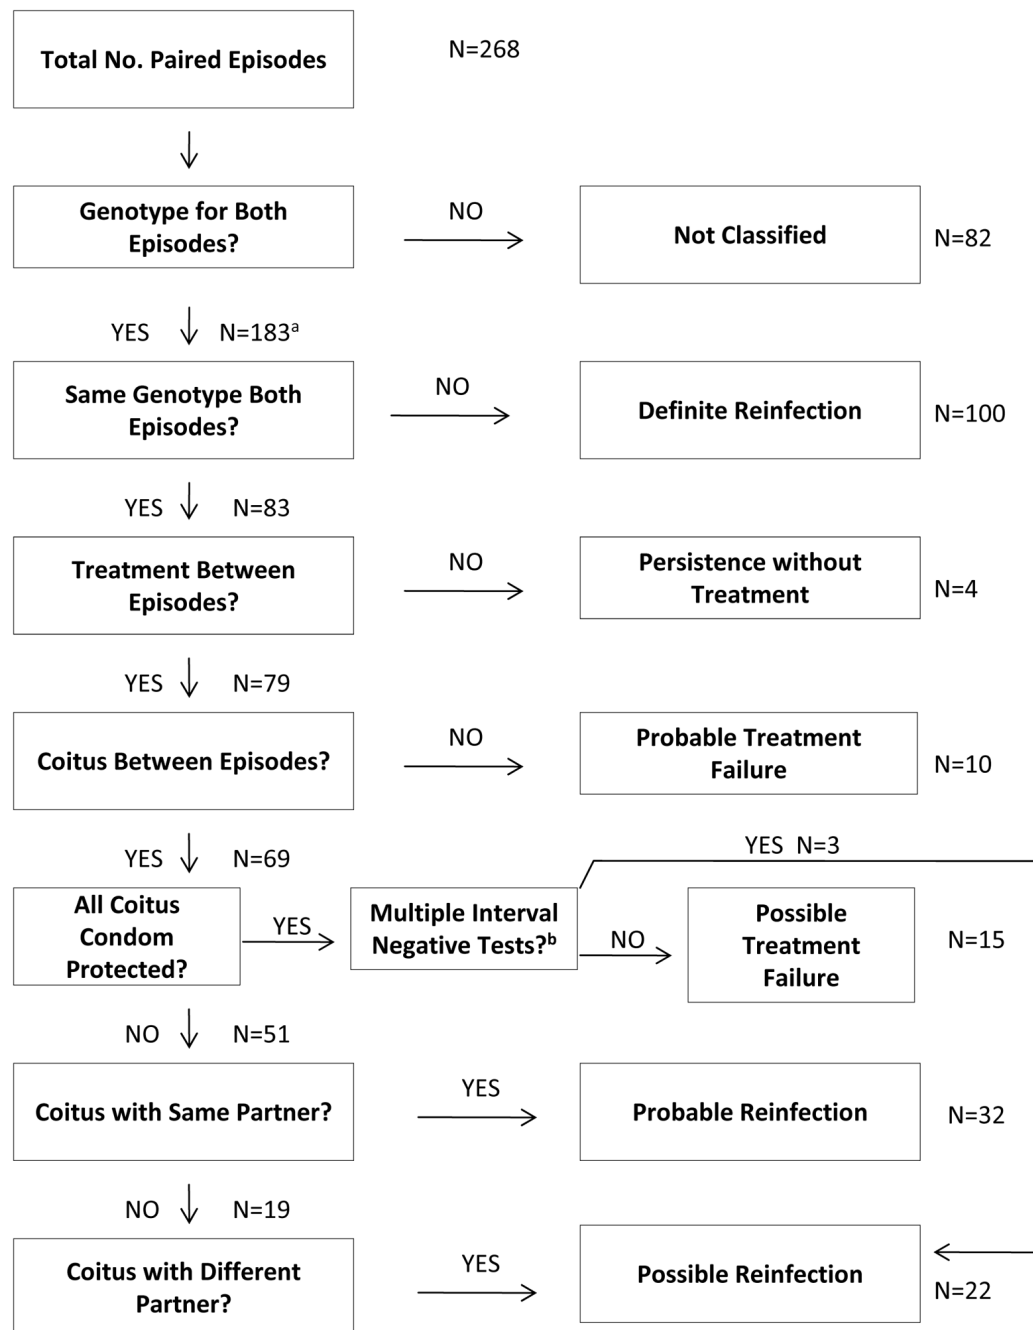 Total No. Paired Episodes
N=268
Genotype for Both
Episodes?
NO
Not Classified
N=82
YES
N=183ᵃ
Same Genotype Both
Episodes?
NO
Definite Reinfection
N=100
YES
N=83
Treatment Between
Episodes?
NO
Persistence without
Treatment
N=4
YES
N=79
Coitus Between Episodes?
NO
Probable Treatment
Failure
N=10
YES
N=69
YES N=3
All Coitus
Condom
Protected?
YES
Multiple Interval
Negative Tests?ᵇ
NO
Possible
Treatment
Failure
N=15
NO
N=51
Coitus with Same Partner?
YES
Probable Reinfection
N=32
NO
N=19
Coitus with Different
Partner?
YES
Possible Reinfection
N=22